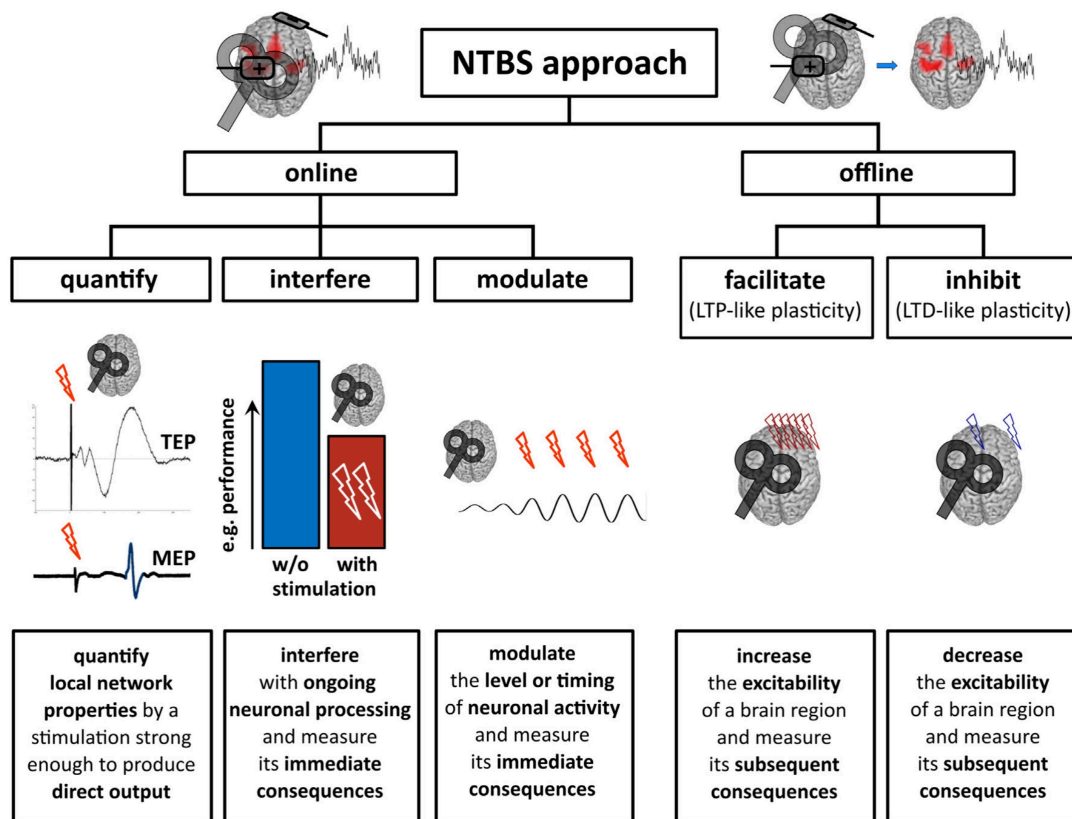 NTBS approach
online
offline
quantify
interfere
modulate
facilitate
(LTP-like plasticity)
inhibit
(LTD-like plasticity)
TEP
MEP
e.g. performance
w/o with
stimulation
quantify
local network
properties by a
stimulation strong
enough to produce
direct output
interfere
with ongoing
neuronal processing
and measure
its immediate
consequences
modulate
the level or timing
of neuronal activity
and measure
its immediate
consequences
increase
the excitability
of a brain region
and measure
its subsequent
consequences
decrease
the excitability
of a brain region
and measure
its subsequent
consequences